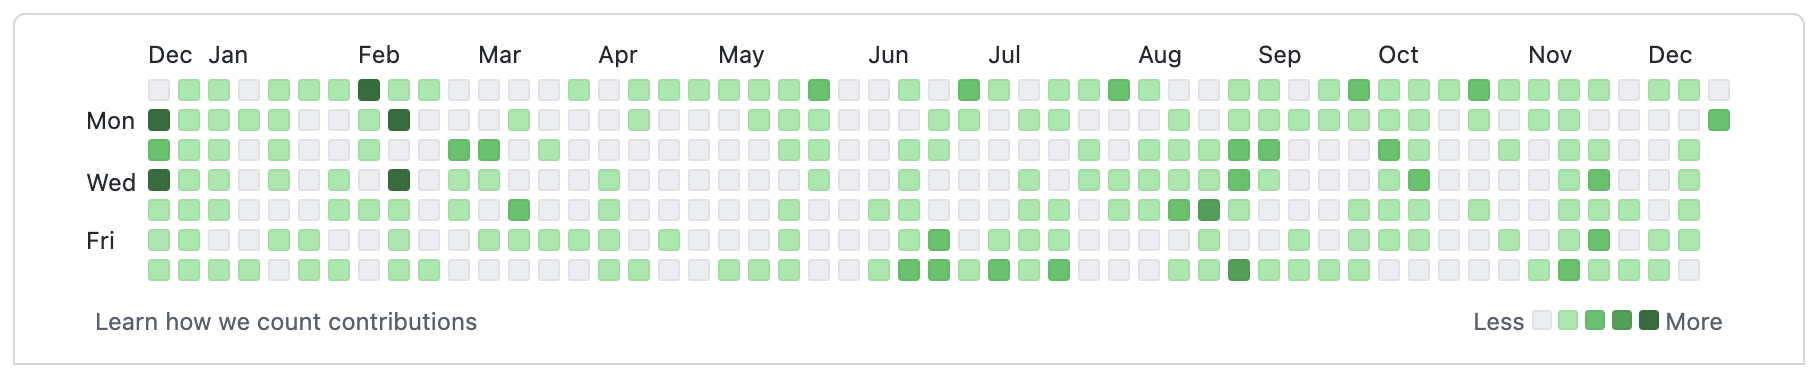 Dec Jan Feb Mar Apr May Jun Jul Aug Sep Oct Nov Dec
Mon
Wed
Fri
Learn how we count contributions
Less More